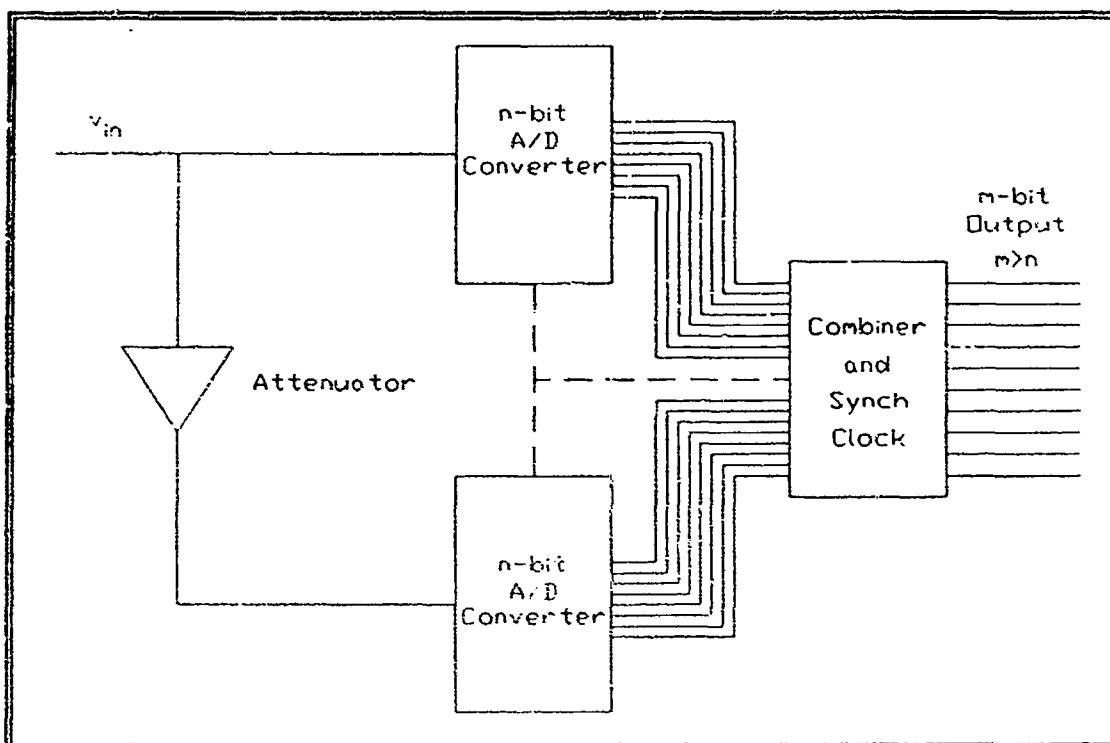 v_in
n-bit
A/D
Converter
m-bit
Output
m>n
Attenuator
Combiner
and
Synch
Clock
n-bit
A/D
Converter